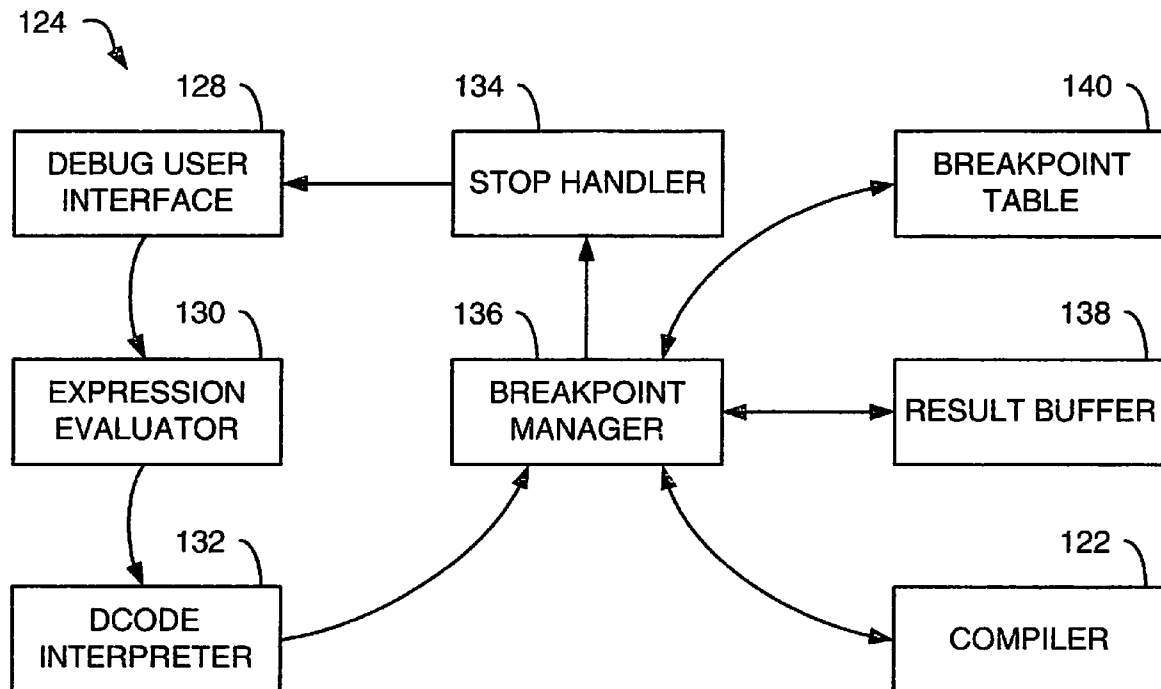 124
128
134
140
DEBUG USER
INTERFACE
STOP HANDLER
BREAKPOINT
TABLE
130
136
138
EXPRESSION
EVALUATOR
BREAKPOINT
MANAGER
RESULT BUFFER
132
122
DCODE
INTERPRETER
COMPILER